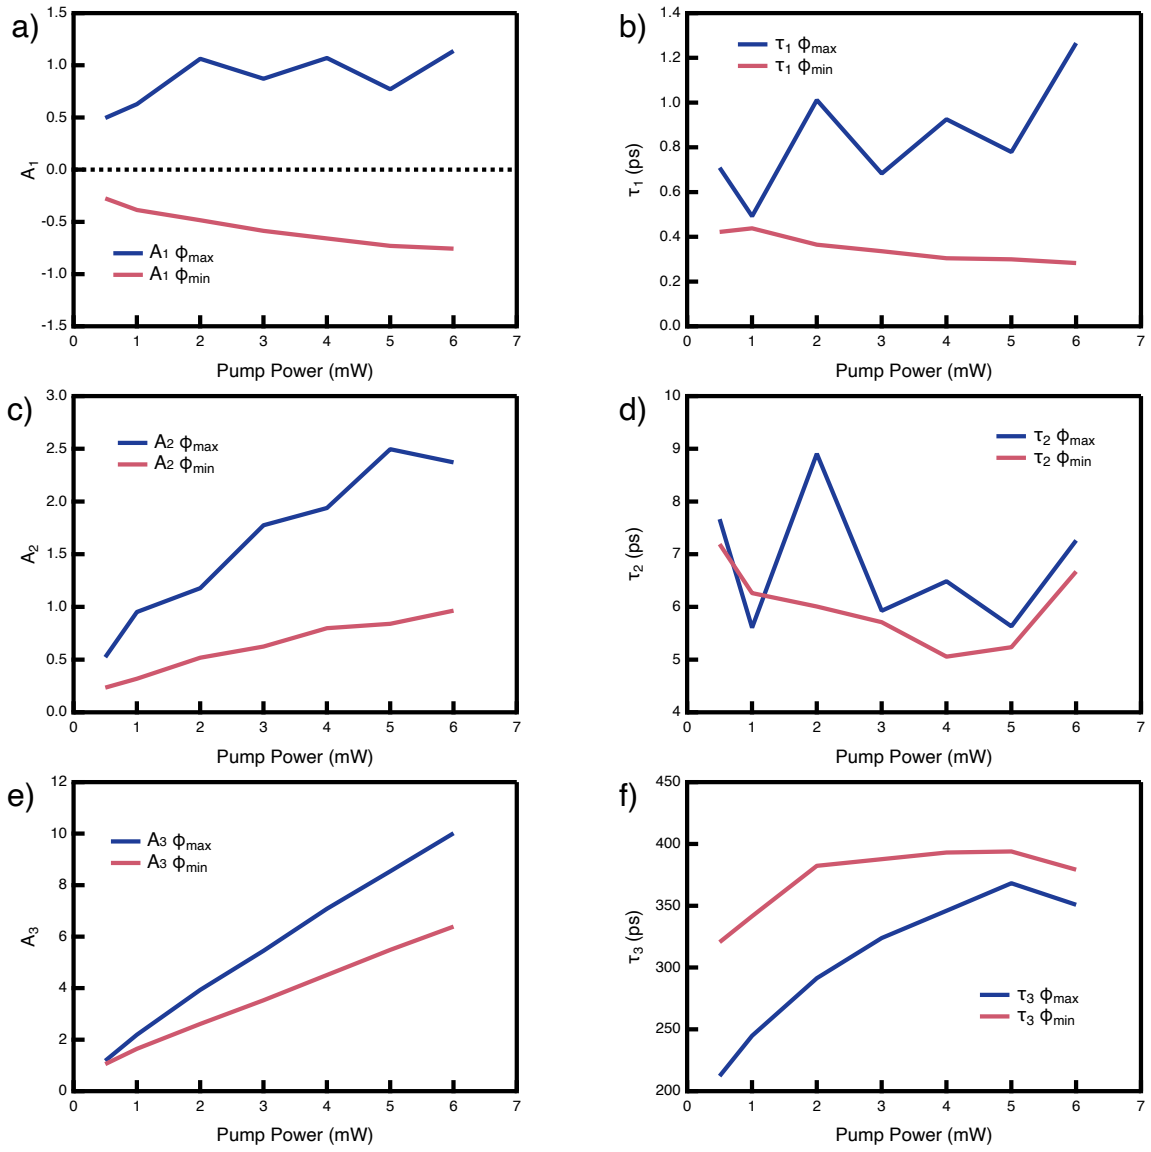 a)
1.5
1.0
0.5
0.0
-0.5
-1.0
-1.5
A1
A1 ϕmax
A1 ϕmin
0 1 2 3 4 5 6 7
Pump Power (mW)
b)
1.4
1.2
1.0
0.8
0.6
0.4
0.2
0.0
τ1 (ps)
τ1 ϕmax
τ1 ϕmin
0 1 2 3 4 5 6 7
Pump Power (mW)
c)
3.0
2.5
2.0
1.5
1.0
0.5
0.0
A2
A2 ϕmax
A2 ϕmin
0 1 2 3 4 5 6 7
Pump Power (mW)
d)
10
9
8
7
6
5
4
τ2 (ps)
τ2 ϕmax
τ2 ϕmin
0 1 2 3 4 5 6 7
Pump Power (mW)
e)
12
10
8
6
4
2
0
A3
A3 ϕmax
A3 ϕmin
0 1 2 3 4 5 6 7
Pump Power (mW)
f)
450
400
350
300
250
200
τ3 (ps)
τ3 ϕmax
τ3 ϕmin
0 1 2 3 4 5 6 7
Pump Power (mW)